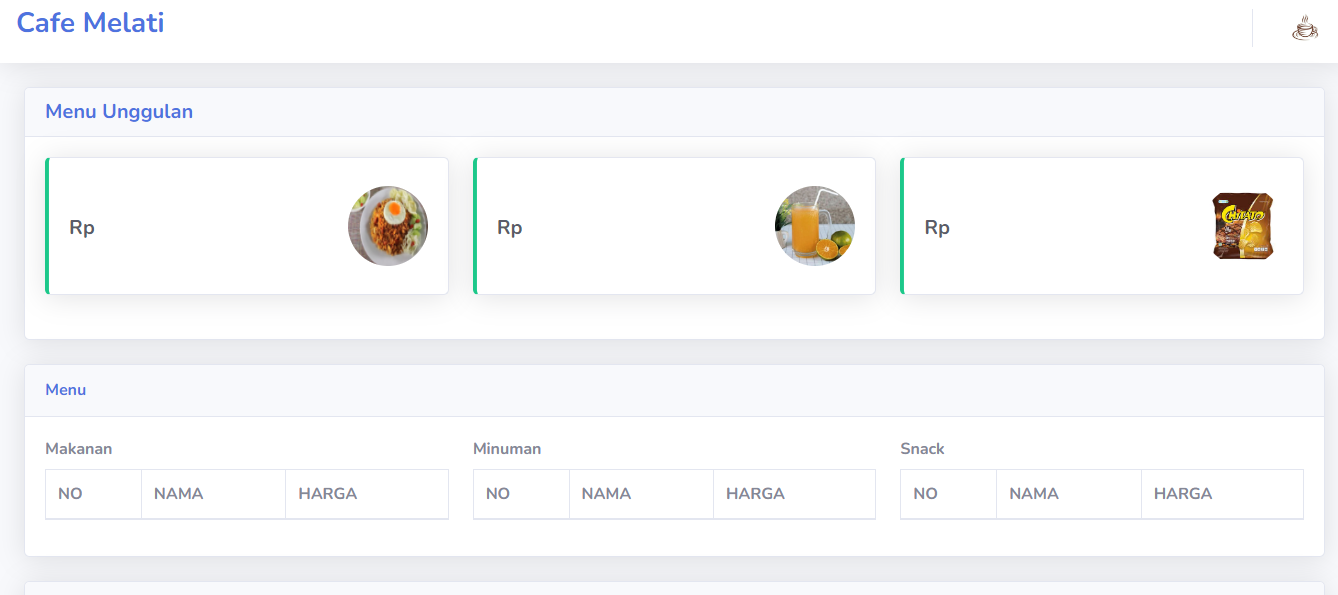 Cafe Melati
Menu Unggulan
Rp
Rp
Rp
CHITATO
Menu
Makanan
Minuman
Snack
NO NAMA HARGA
NO NAMA HARGA
NO NAMA HARGA